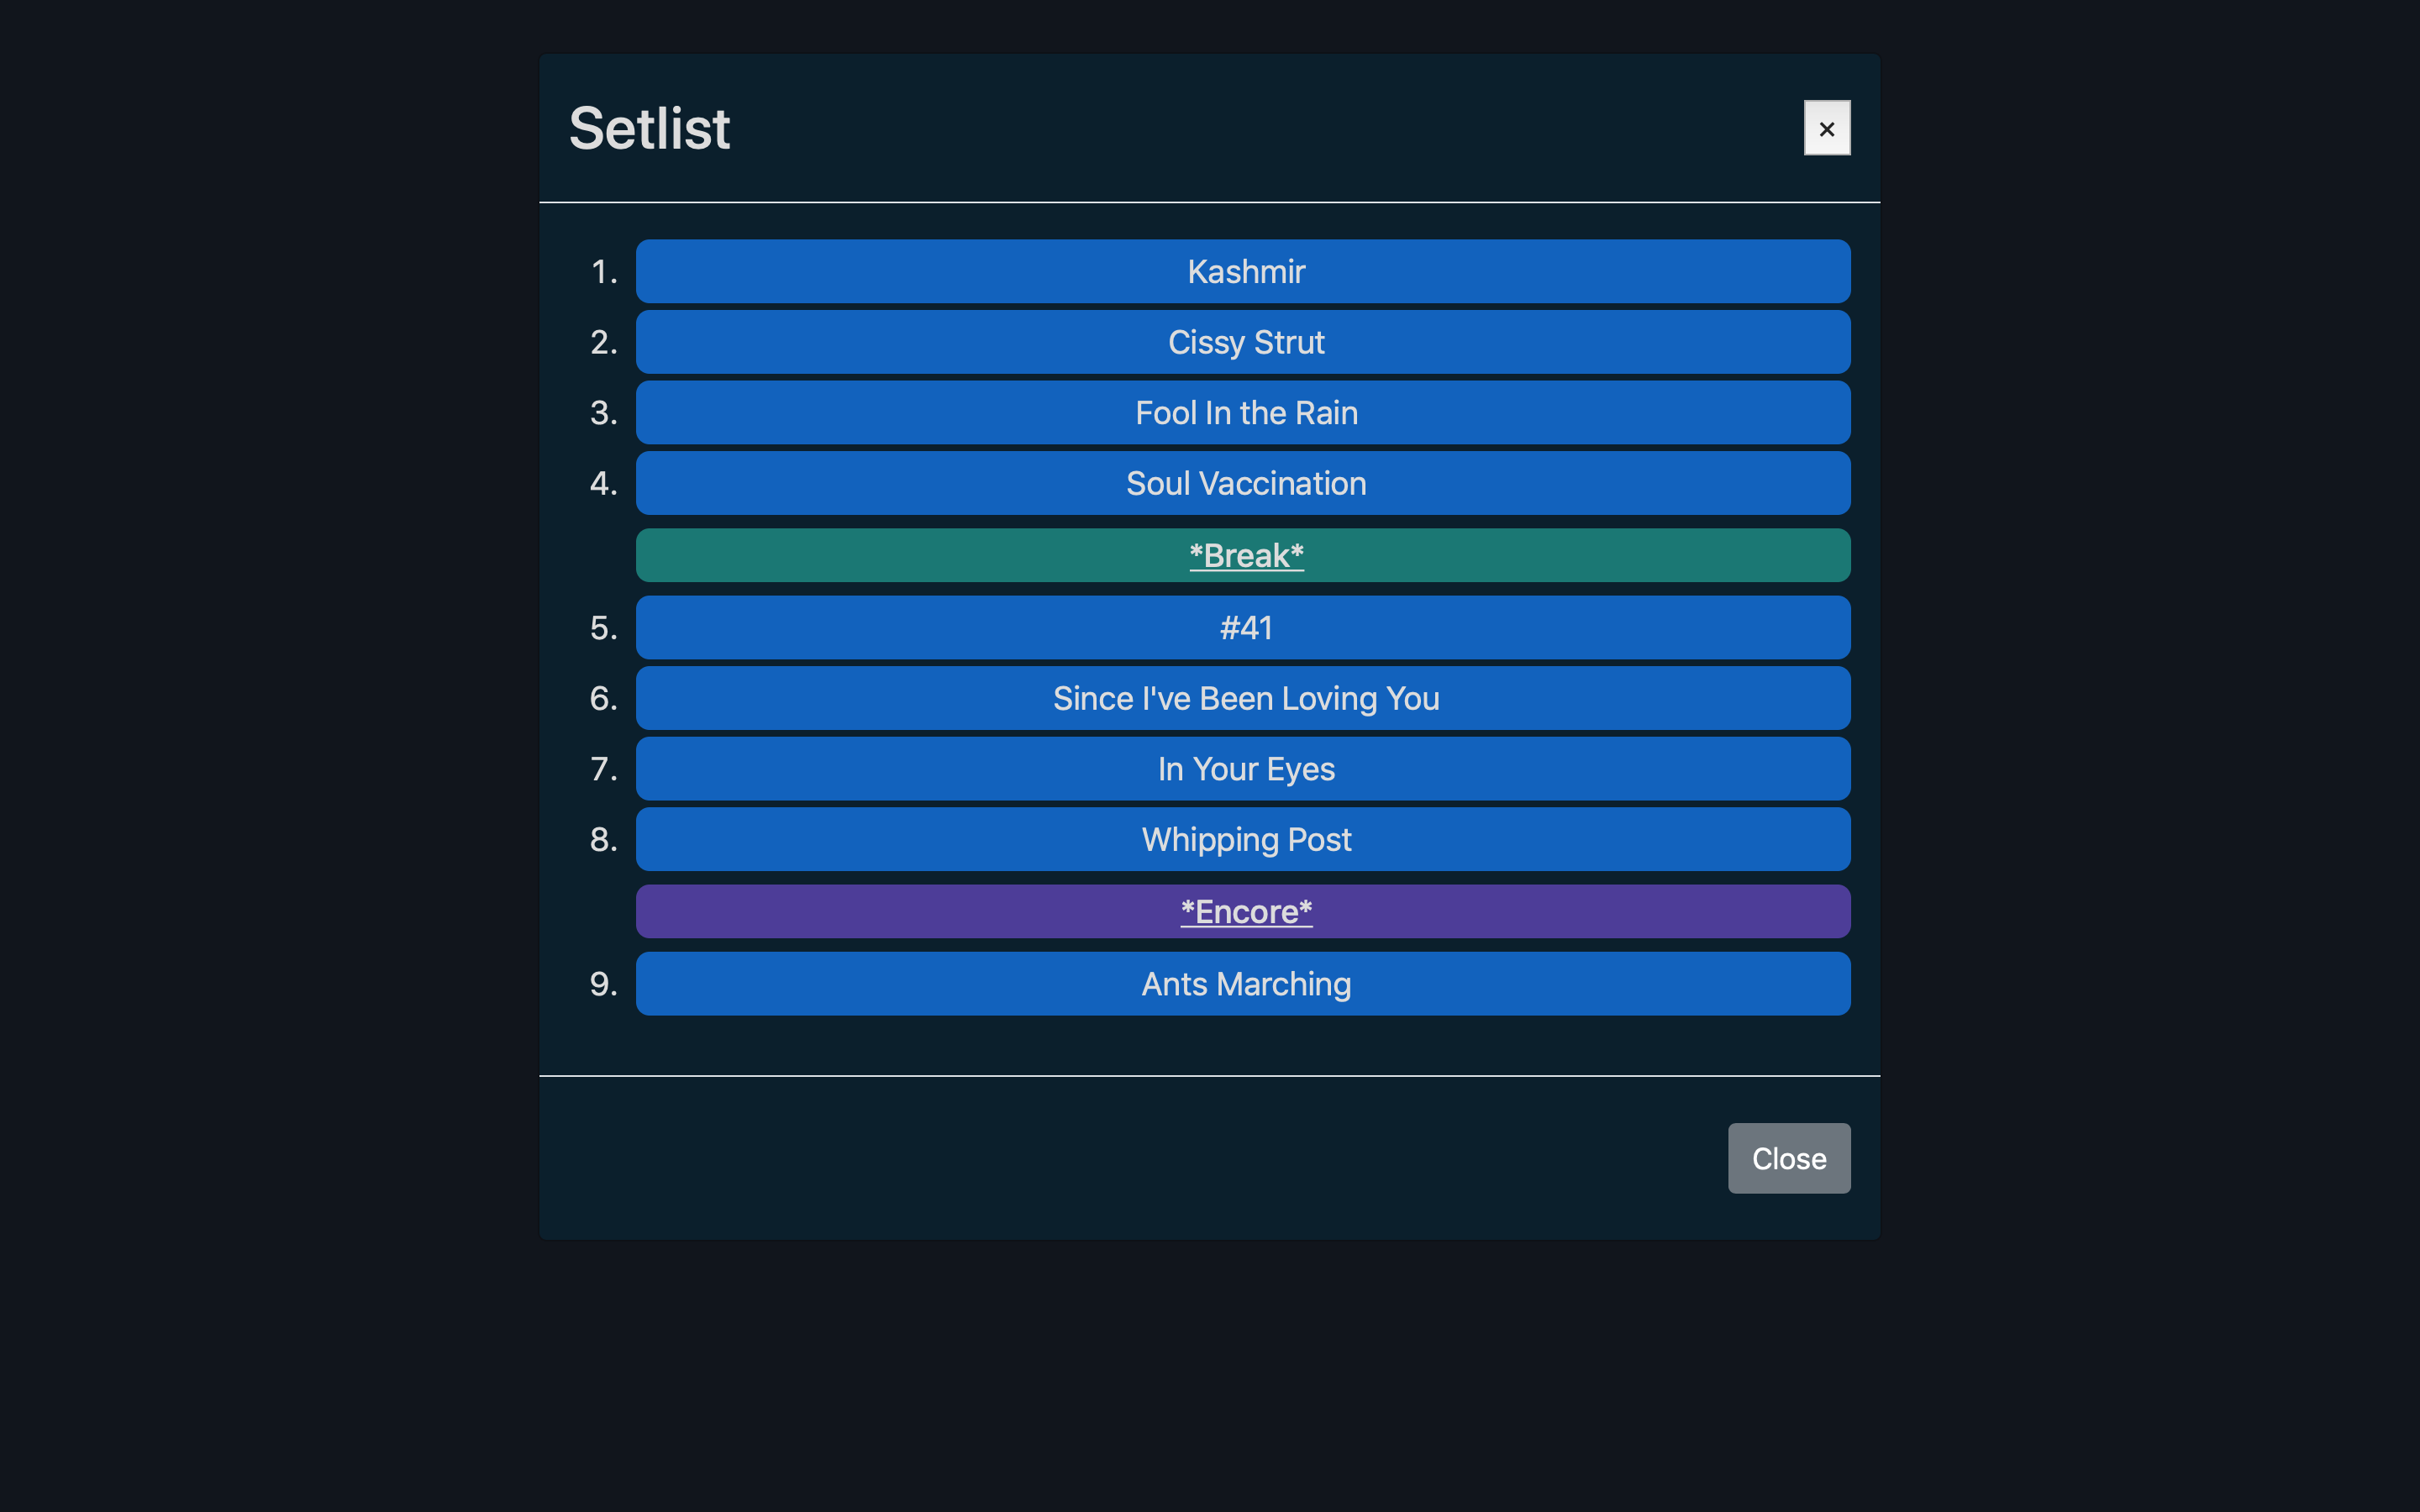 Setlist
×
1. Kashmir
2. Cissy Strut
3. Fool In the Rain
4. Soul Vaccination
*Break*
5. #41
6. Since I've Been Loving You
7. In Your Eyes
8. Whipping Post
*Encore*
9. Ants Marching
Close